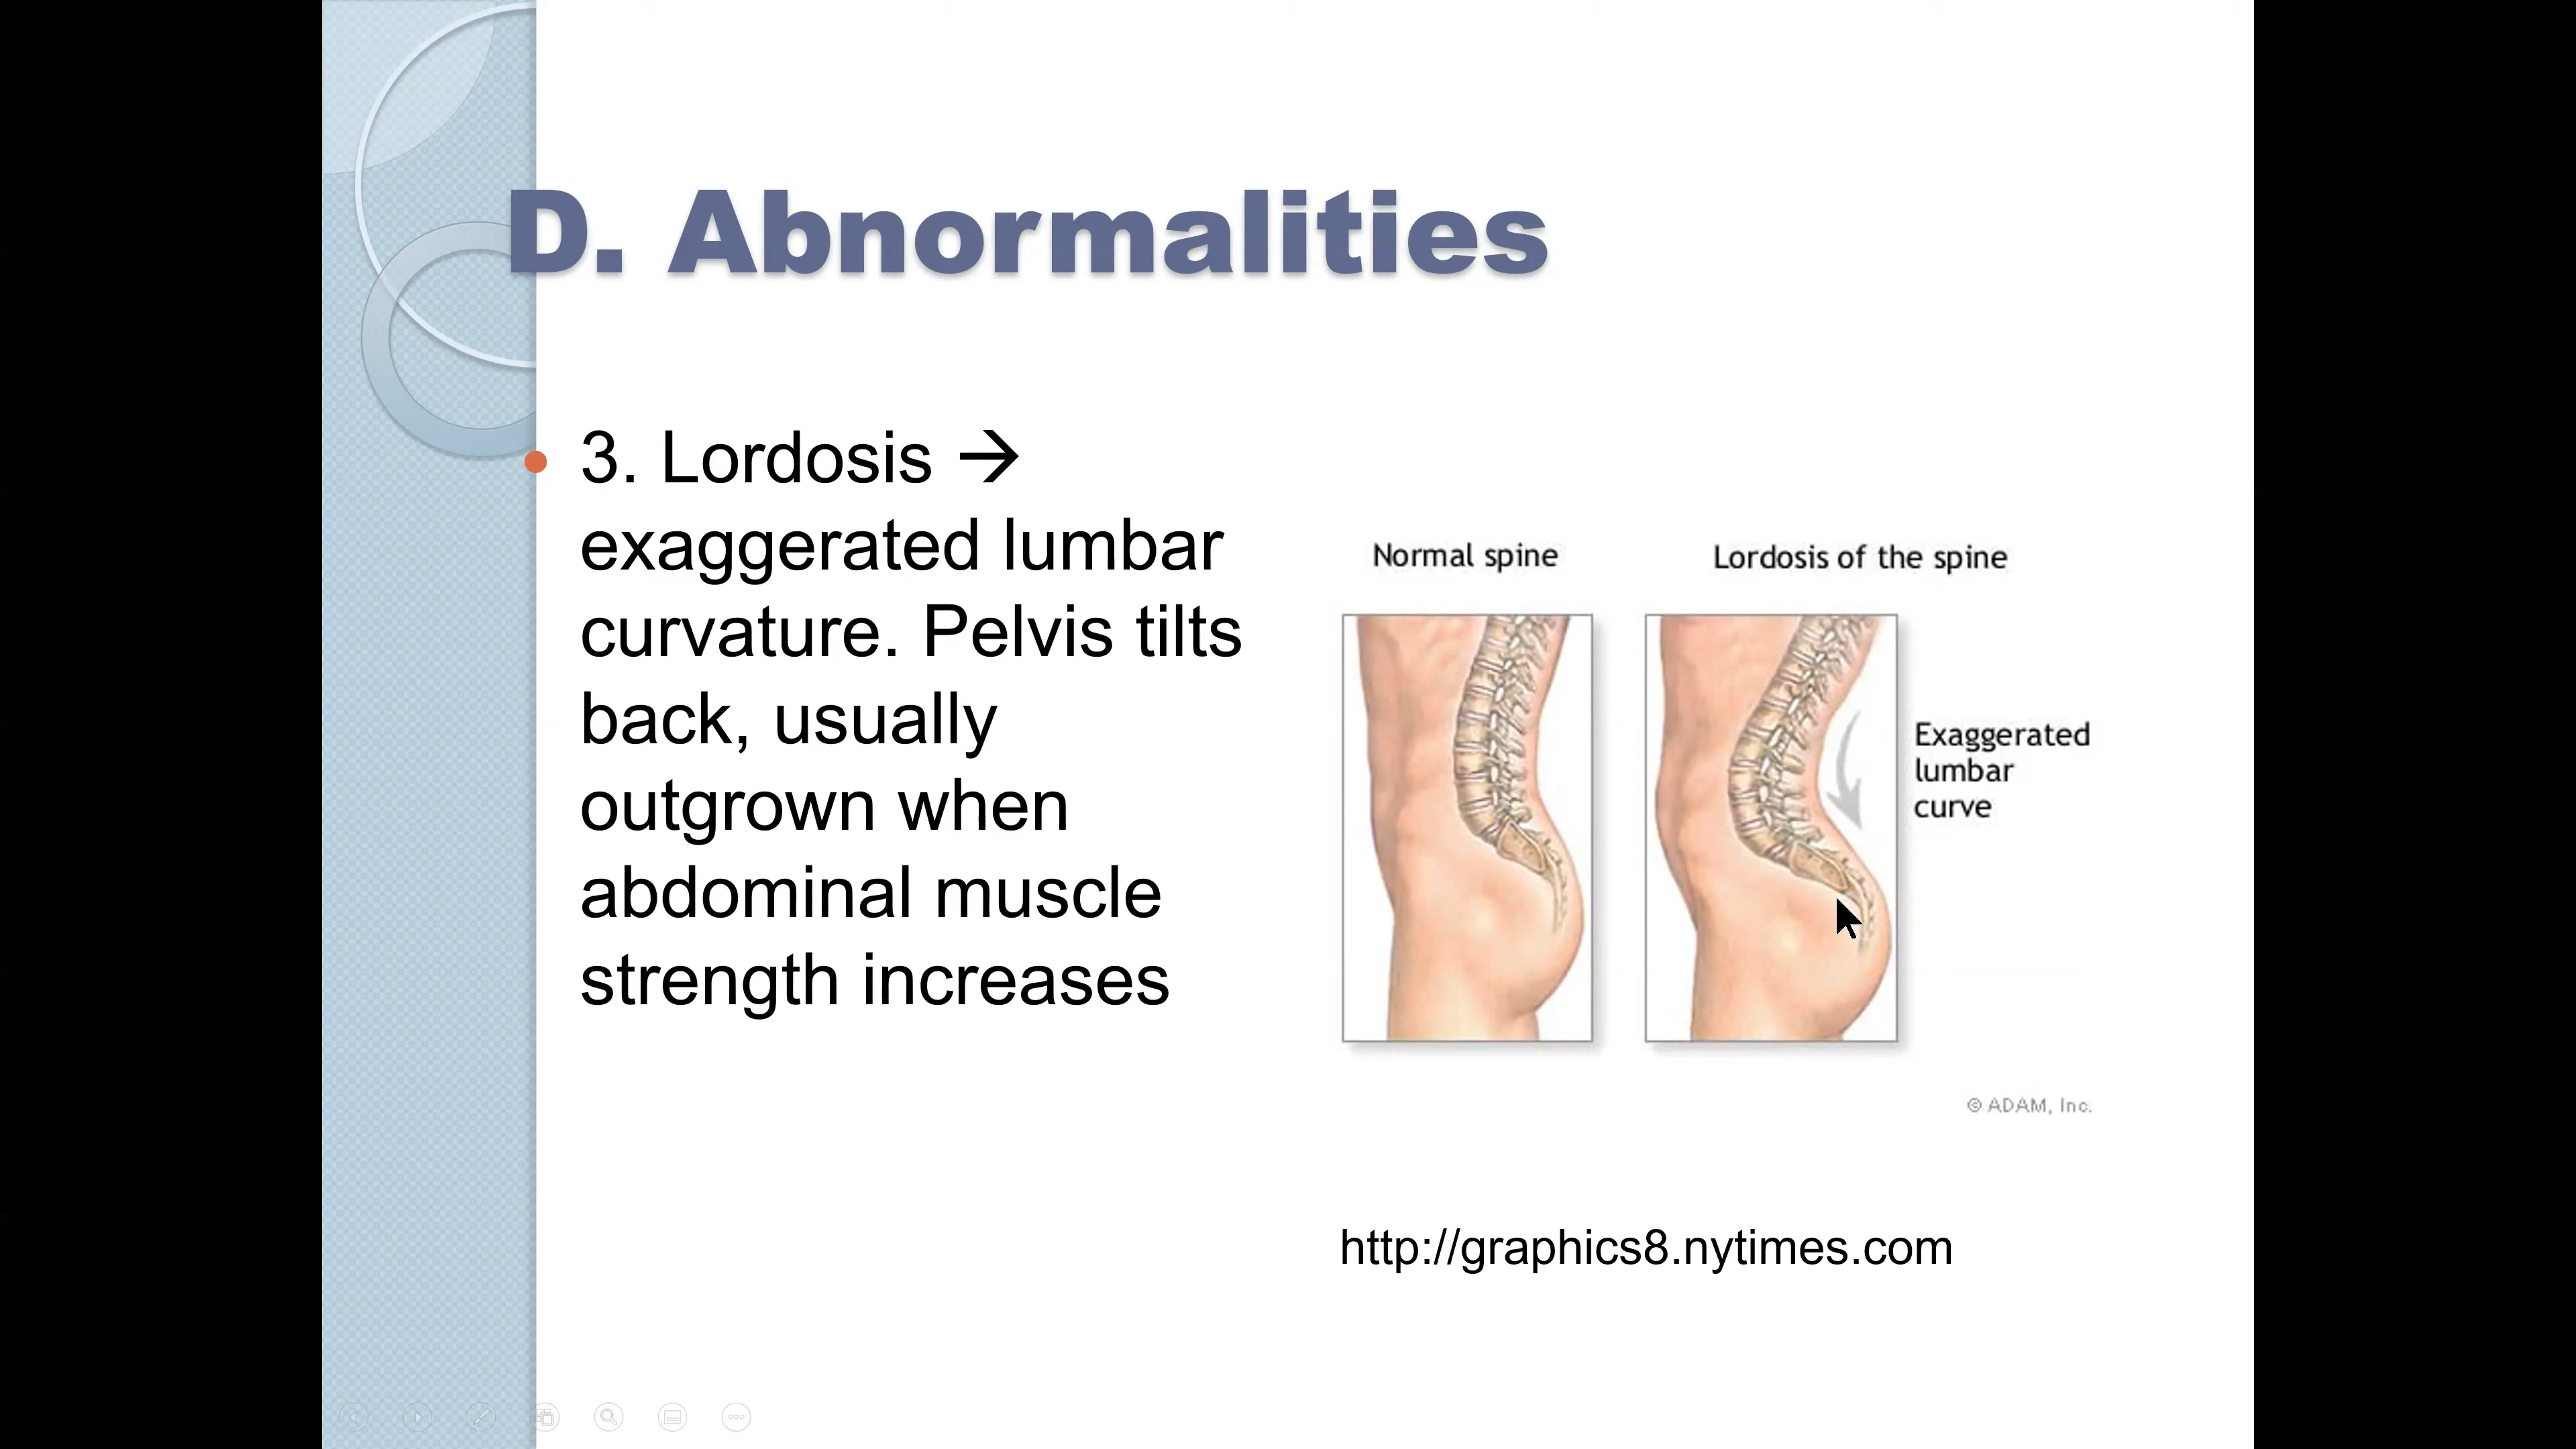 D. Abnormalities
3. Lordosis →
exaggerated lumbar
curvature. Pelvis tilts
back, usually
outgrown when
abdominal muscle
strength increases
Normal spine
Lordosis of the spine
Exaggerated
lumbar
curve
© ADAM, Inc.
http://graphics8.nytimes.com